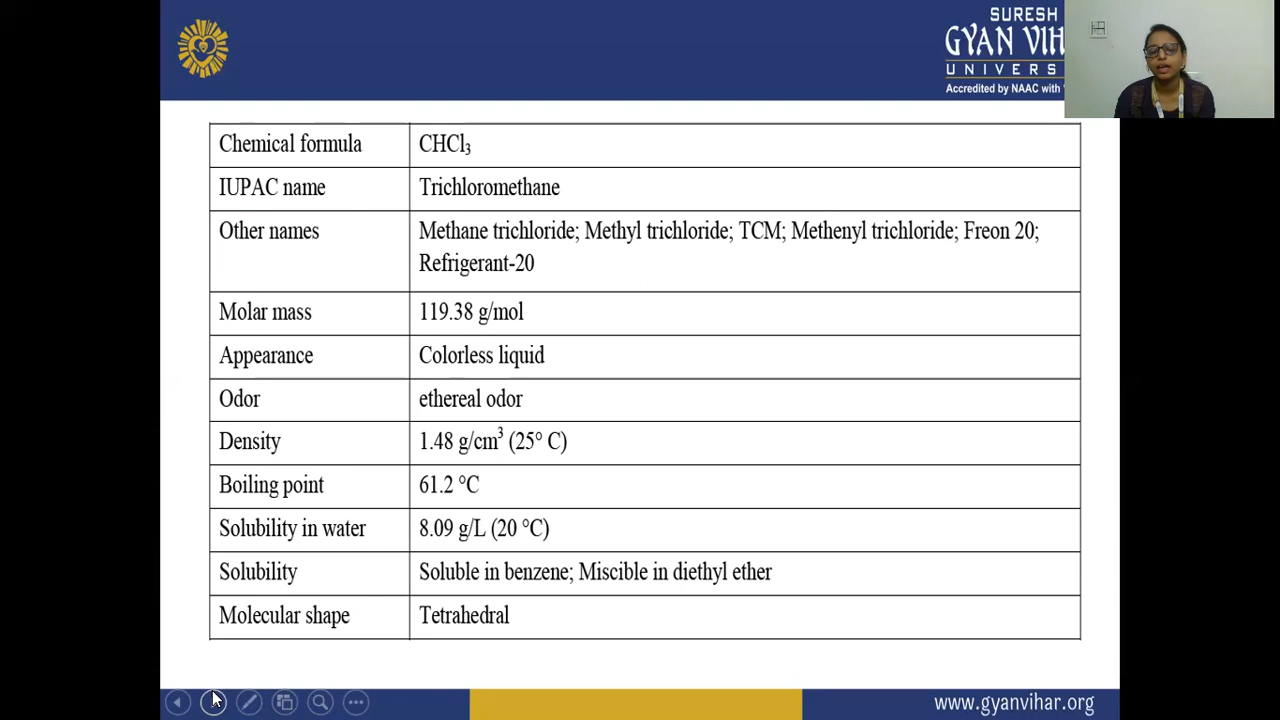 SURESH
GYAN VIH
UNIVERS
Accredited by NAAC with
Chemical formula CHCl₃
IUPAC name Trichloromethane
Other names Methane trichloride; Methyl trichloride; TCM; Methenyl trichloride; Freon 20;
Refrigerant-20
Molar mass 119.38 g/mol
Appearance Colorless liquid
Odor ethereal odor
Density 1.48 g/cm³ (25° C)
Boiling point 61.2 °C
Solubility in water 8.09 g/L (20 °C)
Solubility Soluble in benzene; Miscible in diethyl ether
Molecular shape Tetrahedral
www.gyanvihar.org